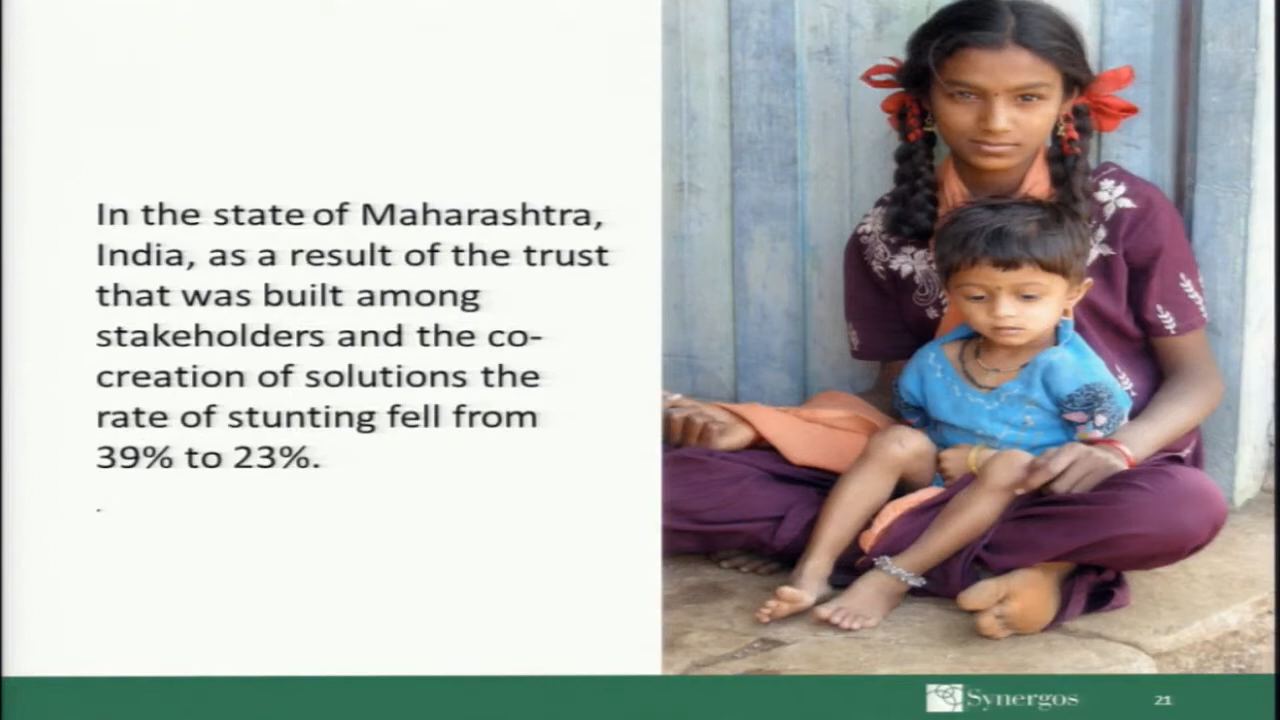 In the state of Maharashtra,
India, as a result of the trust
that was built among
stakeholders and the co-
creation of solutions the
rate of stunting fell from
39% to 23%.
.
Synergos
21